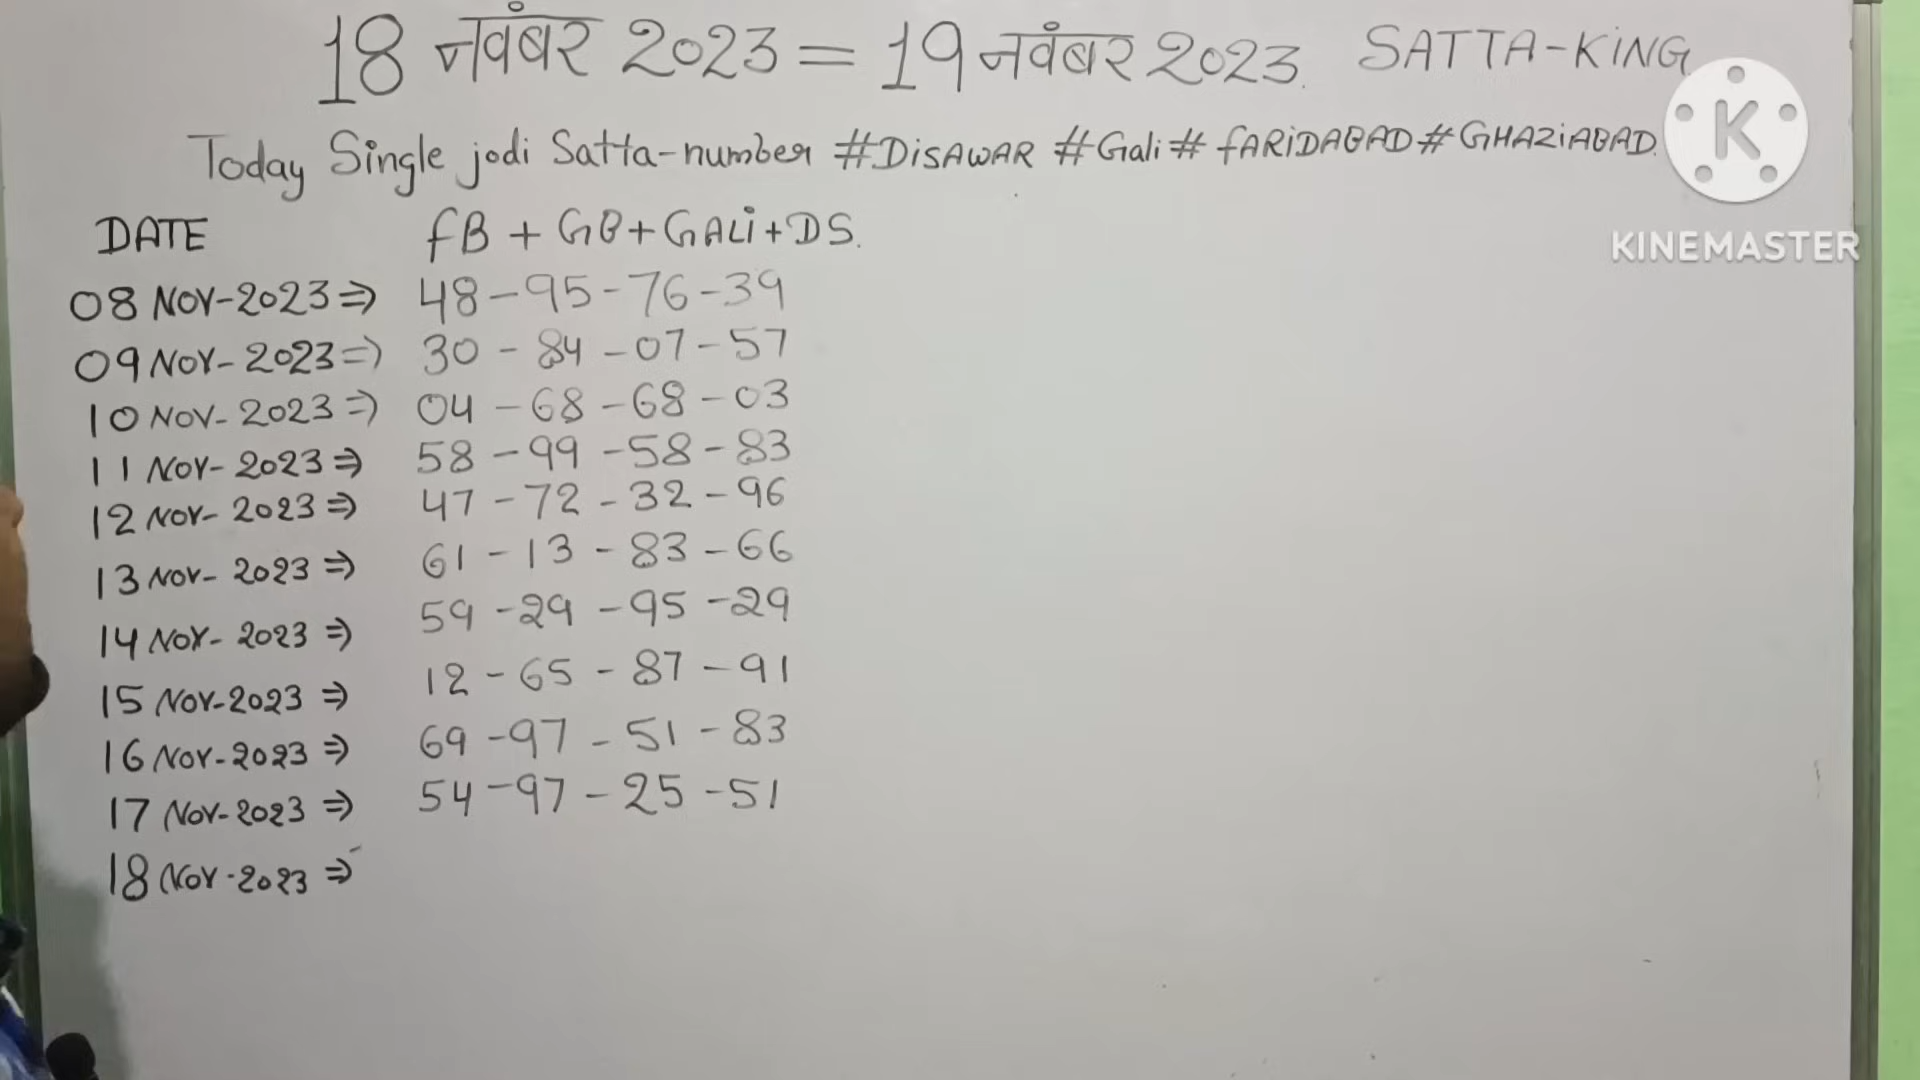 18 नवंबर 2023 = 19 नवंबर 2023. SATTA-KING
Today Single jodi Satta-number #DISAWAR #Gali# FARIDABAD#GHAZIABAD.
K
KINEMASTER
DATE FB + GB+GALI+DS.
08 NOV-2023⇒ 48-95-76-39
09 NOV-2023⇒ 30-84-07-57
10 NOV-2023⇒ 04-68-68-03
11 NOV-2023⇒ 58-99-58-83
12 NOV-2023⇒ 47-72-32-96
13 NOV-2023⇒ 61-13-83-66
14 NOV-2023⇒ 59-29-95-29
15 NOV-2023⇒ 12-65-87-91
16 NOV-2023⇒ 69-97-51-83
17 NOV-2023⇒ 54-97-25-51
18 NOV-2023⇒